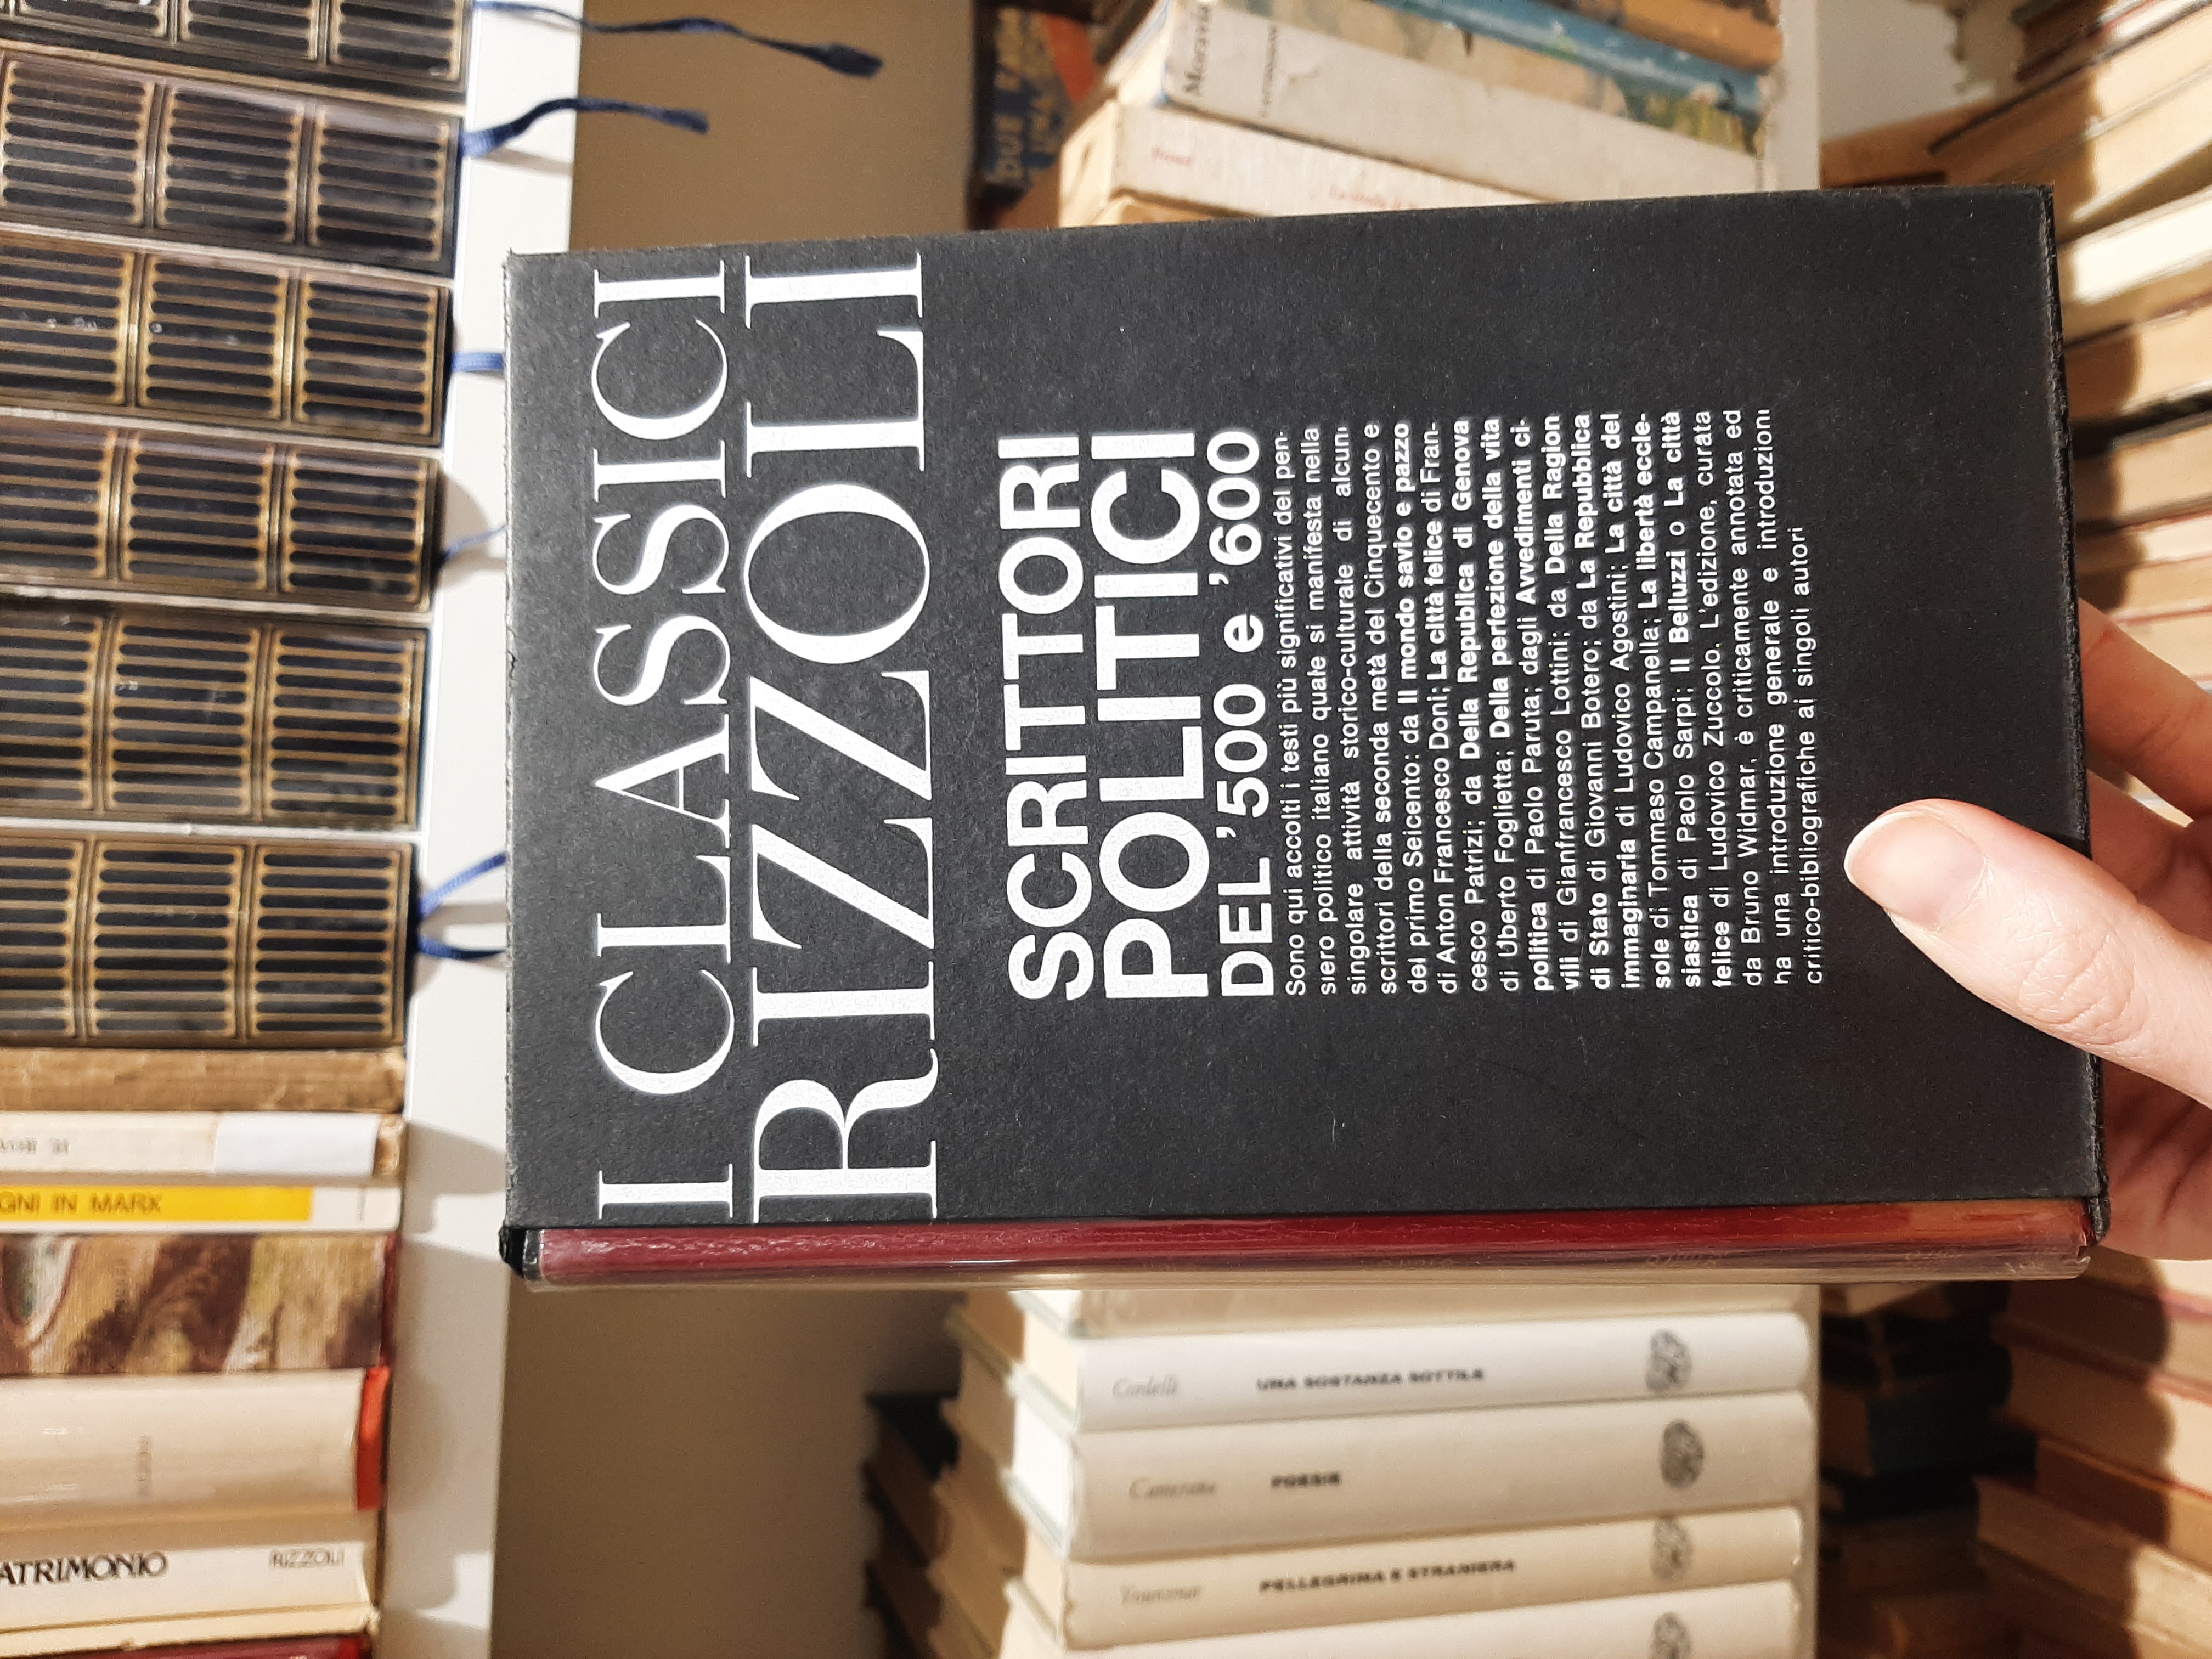 I CLASSICI
RIZZOLI
SCRITTORI
POLITICI
DEL '500 e '600
Sono qui accolti i testi più significativi del pen-
siero politico italiano quale si manifesta nella
singolare attività storico-culturale di alcuni
scrittori della seconda metà del Cinquecento e
del primo Seicento: da Il mondo savio e pazzo
di Anton Francesco Doni; La città felice di Fran-
cesco Patrizi; da Della Repubblica di Genova
di Uberto Foglietta; Della perfezione della vita
politica di Paolo Paruta; dagli Avvedimenti ci-
vili di Gianfrancesco Lottini; da Della Ragion
di Stato di Giovanni Botero; da La Repubblica
immaginaria di Ludovico Agostini; La città del
sole di Tommaso Campanella; La libertà eccle-
siastica di Paolo Sarpi; Il Belluzzi o La città
felice di Ludovico Zuccolo. L'edizione, curata
da Bruno Widmar, è criticamente annotata ed
ha una introduzione generale e introduzioni
critico-bibliografiche ai singoli autori
Moravia
GNI IN MARX
ATRIMONIO
RIZZOLI
Cordelli
UNA SOSTANZA SOTTILE
Camerana
POESIE
Yourcenar
PELLEGRINA E STRANIERA